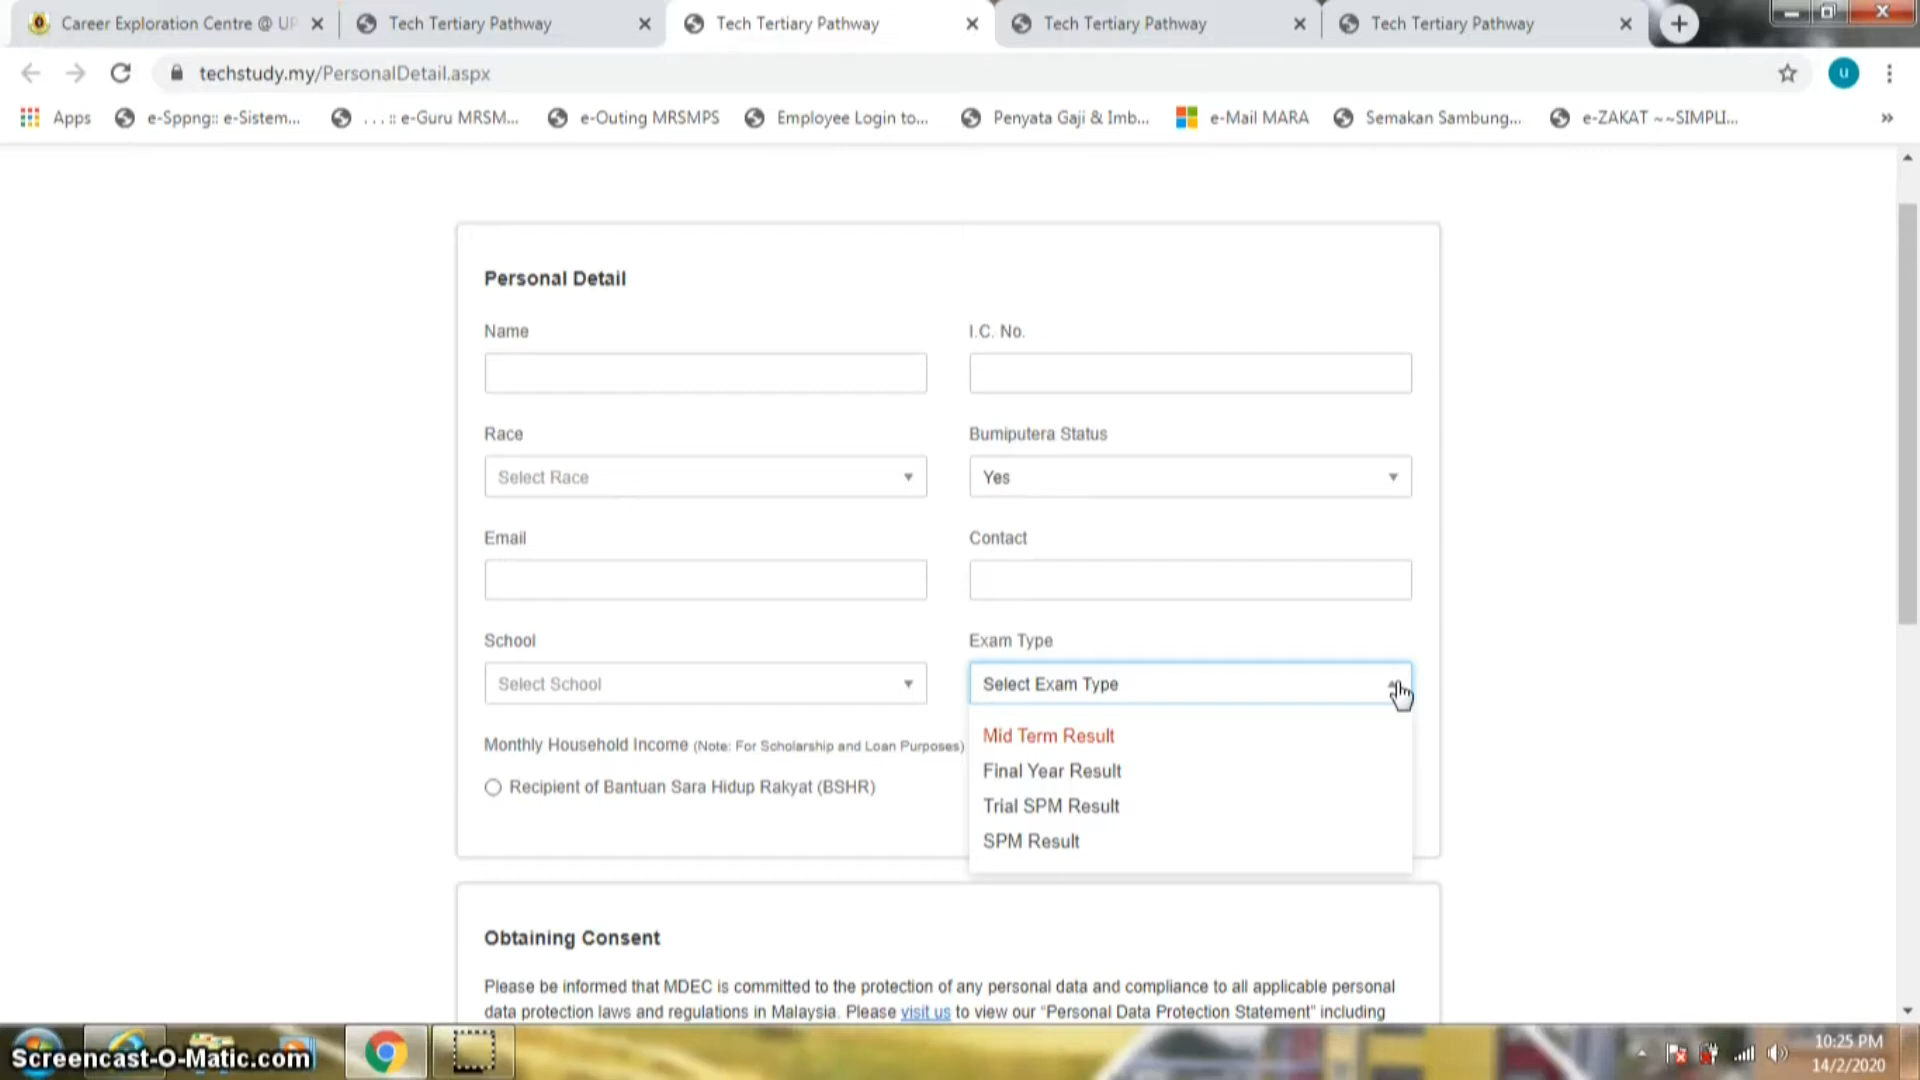 Career Exploration Centre @ UP
Tech Tertiary Pathway
Tech Tertiary Pathway
Tech Tertiary Pathway
Tech Tertiary Pathway
techstudy.my/PersonalDetail.aspx
U
Apps
e-Sppng:: e-Sistem...
. . . :: e-Guru MRSM...
e-Outing MRSMPS
Employee Login to...
Penyata Gaji & Imb...
e-Mail MARA
Semakan Sambung...
e-ZAKAT ~~SIMPLI...
»
Personal Detail
Name
I.C. No.
Race
Bumiputera Status
Select Race
Yes
Email
Contact
School
Exam Type
Select School
Select Exam Type
Mid Term Result
Final Year Result
Trial SPM Result
SPM Result
Monthly Household Income (Note: For Scholarship and Loan Purposes)
Recipient of Bantuan Sara Hidup Rakyat (BSHR)
Obtaining Consent
Please be informed that MDEC is committed to the protection of any personal data and compliance to all applicable personal
data protection laws and regulations in Malaysia. Please visit us to view our “Personal Data Protection Statement” including
Screencast-O-Matic.com
10:25 PM
14/2/2020